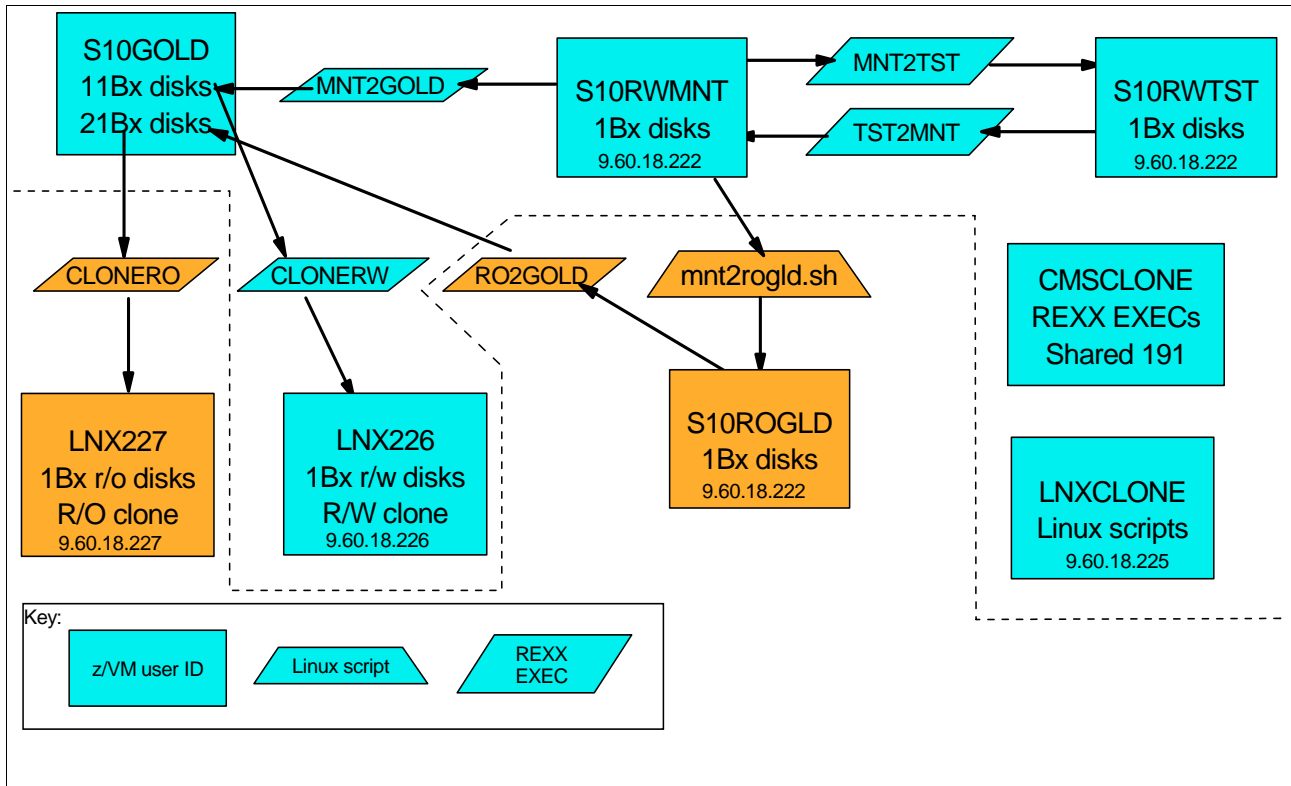 S10GOLD
11Bx disks
21Bx disks
MNT2GOLD
S10RWMNT
1Bx disks
9.60.18.222
MNT2TST
TST2MNT
S10RWTST
1Bx disks
9.60.18.222
CLONERO
CLONERW
RO2GOLD
mnt2rogld.sh
CMSCLONE
REXX EXECs
Shared 191
LNX227
1Bx r/o disks
R/O clone
9.60.18.227
LNX226
1Bx r/w disks
R/W clone
9.60.18.226
S10ROGLD
1Bx disks
9.60.18.222
LNXCLONE
Linux scripts
9.60.18.225
Key:
z/VM user ID
Linux script
REXX
EXEC